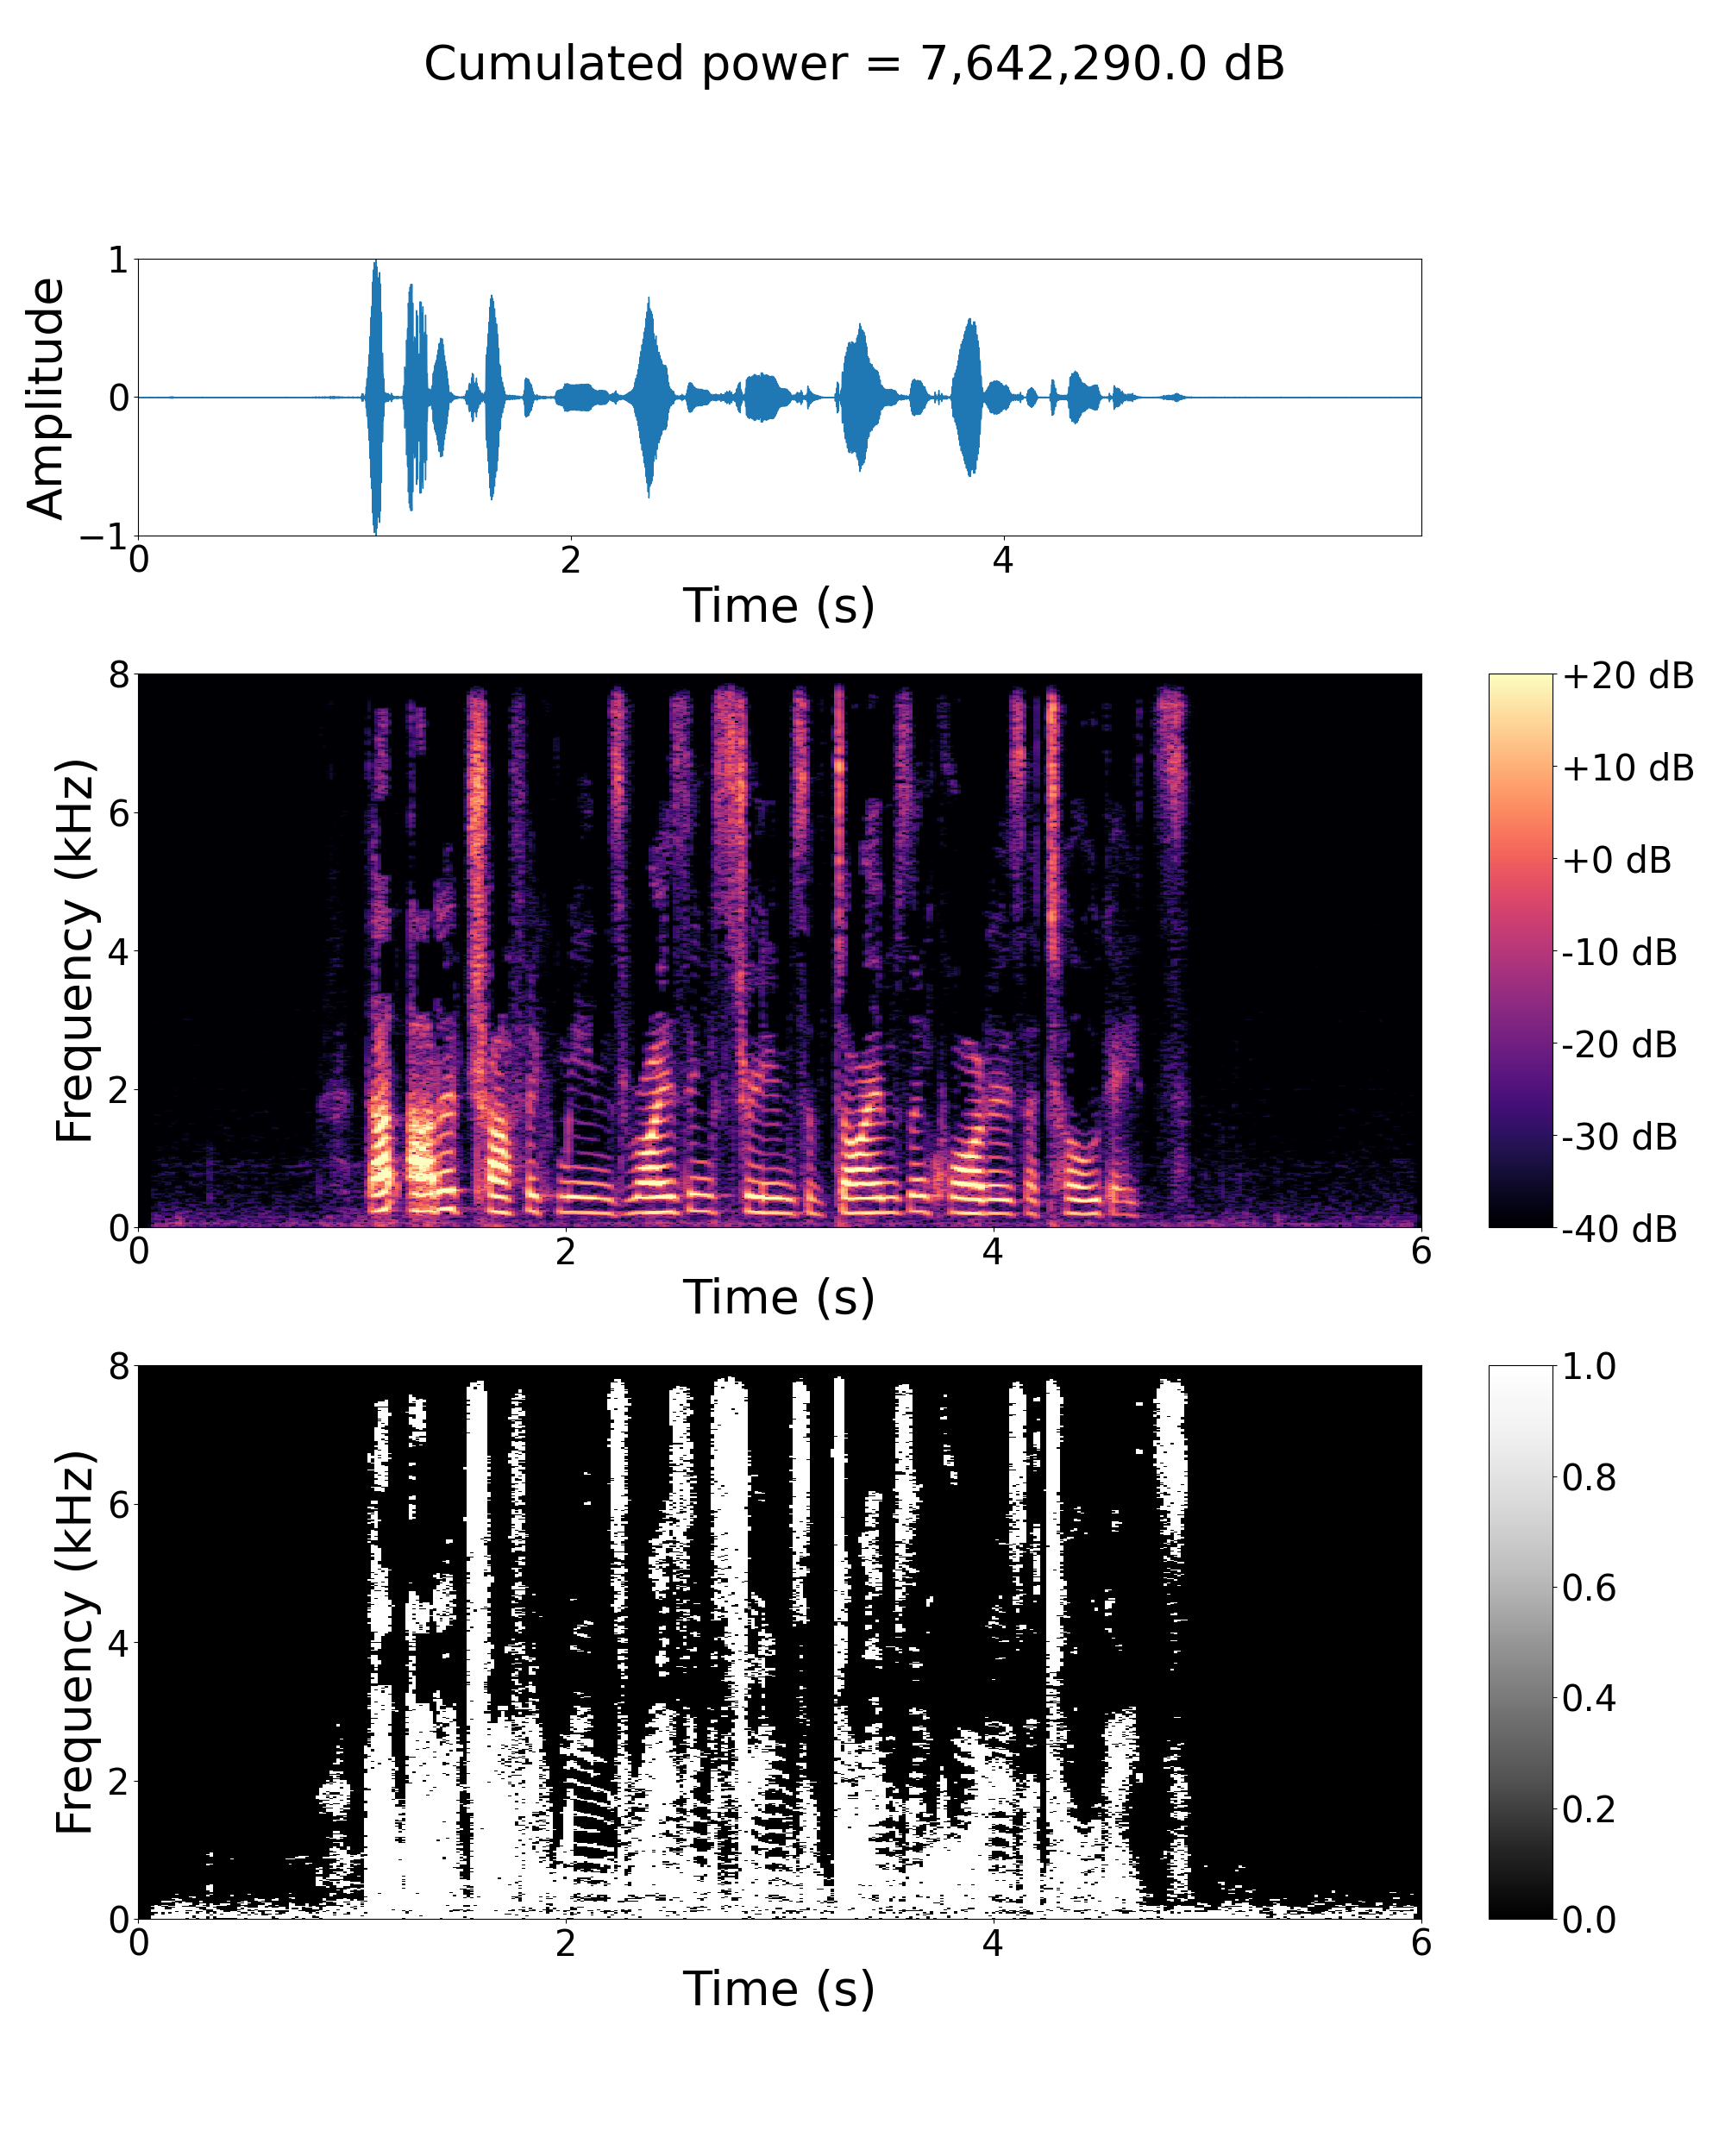 Cumulated power = 7,642,290.0 dB
1
0
−1
Amplitude
0 2 4
Time (s)
8
6
4
2
0
Frequency (kHz)
0 2 4 6
Time (s)
+20 dB
+10 dB
+0 dB
-10 dB
-20 dB
-30 dB
-40 dB
8
6
4
2
0
Frequency (kHz)
0 2 4 6
Time (s)
1.0
0.8
0.6
0.4
0.2
0.0